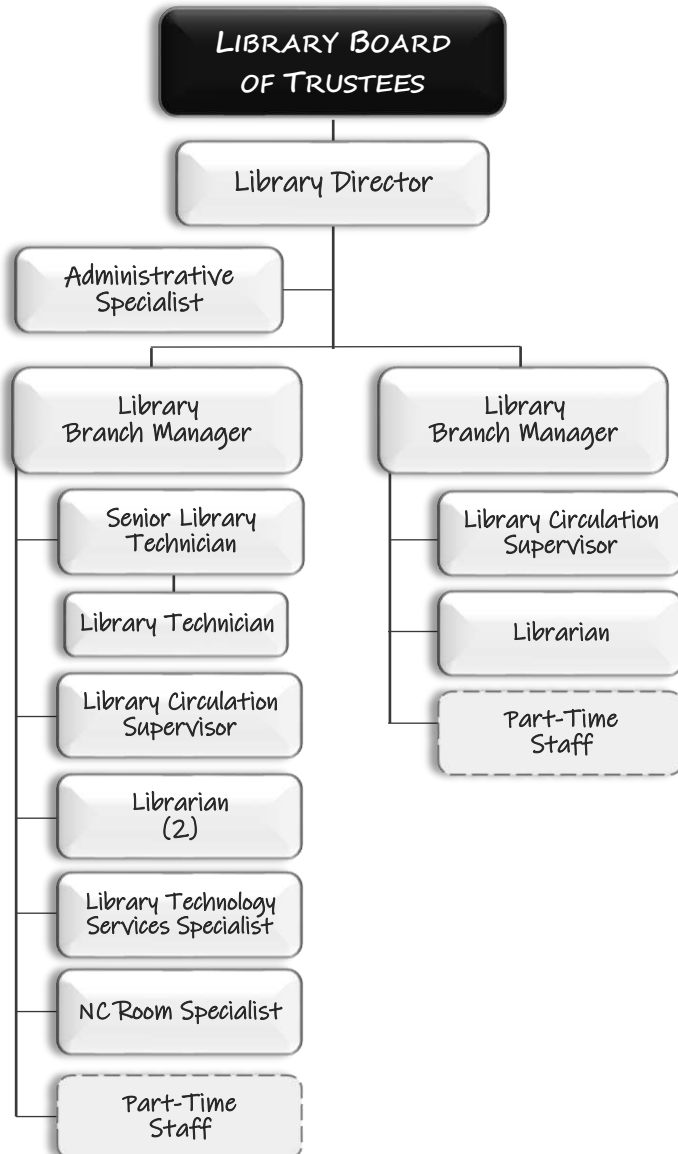 LIBRARY BOARD
OF TRUSTEES
Library Director
Administrative
Specialist
Library
Branch Manager
Senior Library
Technician
Library Technician
Library Circulation
Supervisor
Librarian
(2)
Library Technology
Services Specialist
NC Room Specialist
Part-Time
Staff
Library
Branch Manager
Library Circulation
Supervisor
Librarian
Part-Time
Staff